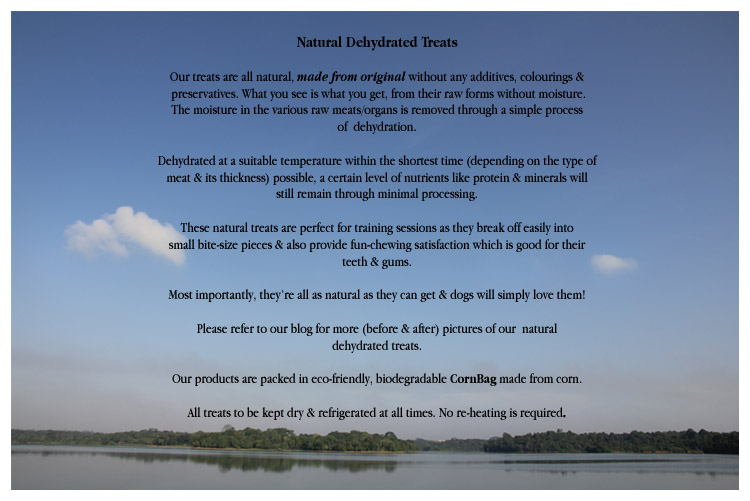 Natural Dehydrated Treats
Our treats are all natural, made from original without any additives, colourings &
preservatives. What you see is what you get, from their raw forms without moisture.
The moisture in the various raw meats/organs is removed through a simple process
of dehydration.
Dehydrated at a suitable temperature within the shortest time (depending on the type of
meat & its thickness) possible, a certain level of nutrients like protein & minerals will
still remain through minimal processing.
These natural treats are perfect for training sessions as they break off easily into
small bite-size pieces & also provide fun-chewing satisfaction which is good for their
teeth & gums.
Most importantly, they're all as natural as they can get & dogs will simply love them!
Please refer to our blog for more (before & after) pictures of our natural
dehydrated treats.
Our products are packed in eco-friendly, biodegradable CornBag made from corn.
All treats to be kept dry & refrigerated at all times. No re-heating is required.